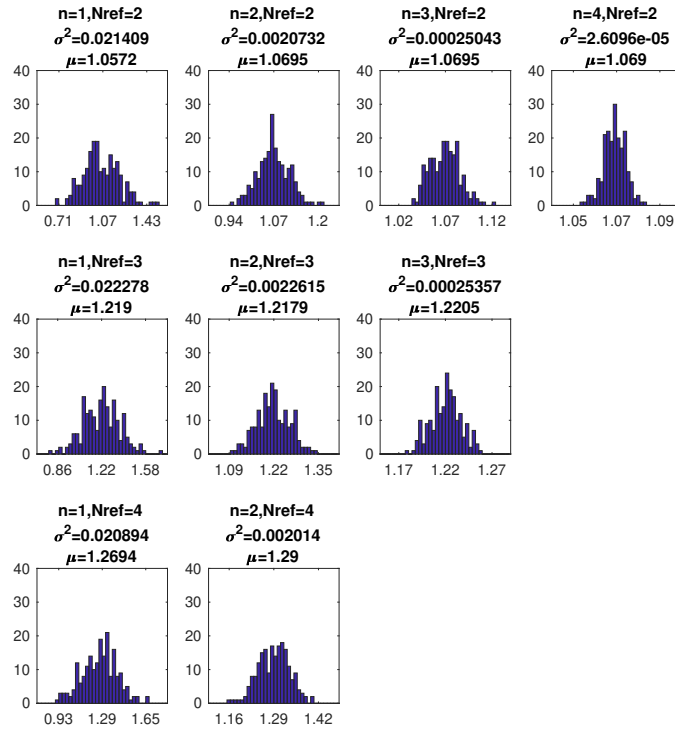 n=1,Nref=2 n=2,Nref=2 n=3,Nref=2 n=4,Nref=2
σ²=0.021409 σ²=0.0020732 σ²=0.00025043 σ²=2.6096e-05
μ=1.0572 μ=1.0695 μ=1.0695 μ=1.069
40 40 40 40
30 30 30 30
20 20 20 20
10 10 10 10
0 0 0 0
0.71 1.07 1.43 0.94 1.07 1.2 1.02 1.07 1.12 1.05 1.07 1.09
n=1,Nref=3 n=2,Nref=3 n=3,Nref=3
σ²=0.022278 σ²=0.0022615 σ²=0.00025357
μ=1.219 μ=1.2179 μ=1.2205
40 40 40
30 30 30
20 20 20
10 10 10
0 0 0
0.86 1.22 1.58 1.09 1.22 1.35 1.17 1.22 1.27
n=1,Nref=4 n=2,Nref=4
σ²=0.020894 σ²=0.002014
μ=1.2694 μ=1.29
40 40
30 30
20 20
10 10
0 0
0.93 1.29 1.65 1.16 1.29 1.42